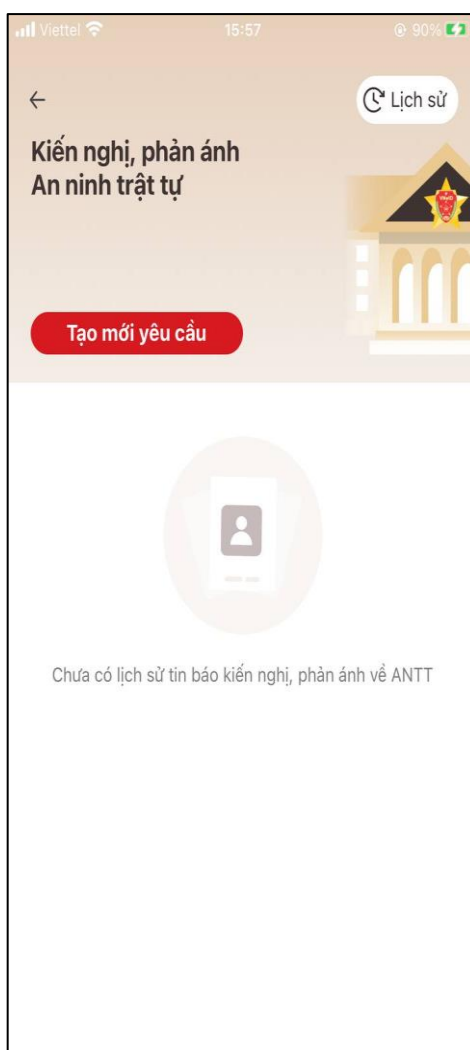 Viettel 15:57 90%
Lịch sử
Kiến nghị, phản ánh
An ninh trật tự
Tạo mới yêu cầu
Chưa có lịch sử tin báo kiến nghị, phản ánh về ANTT